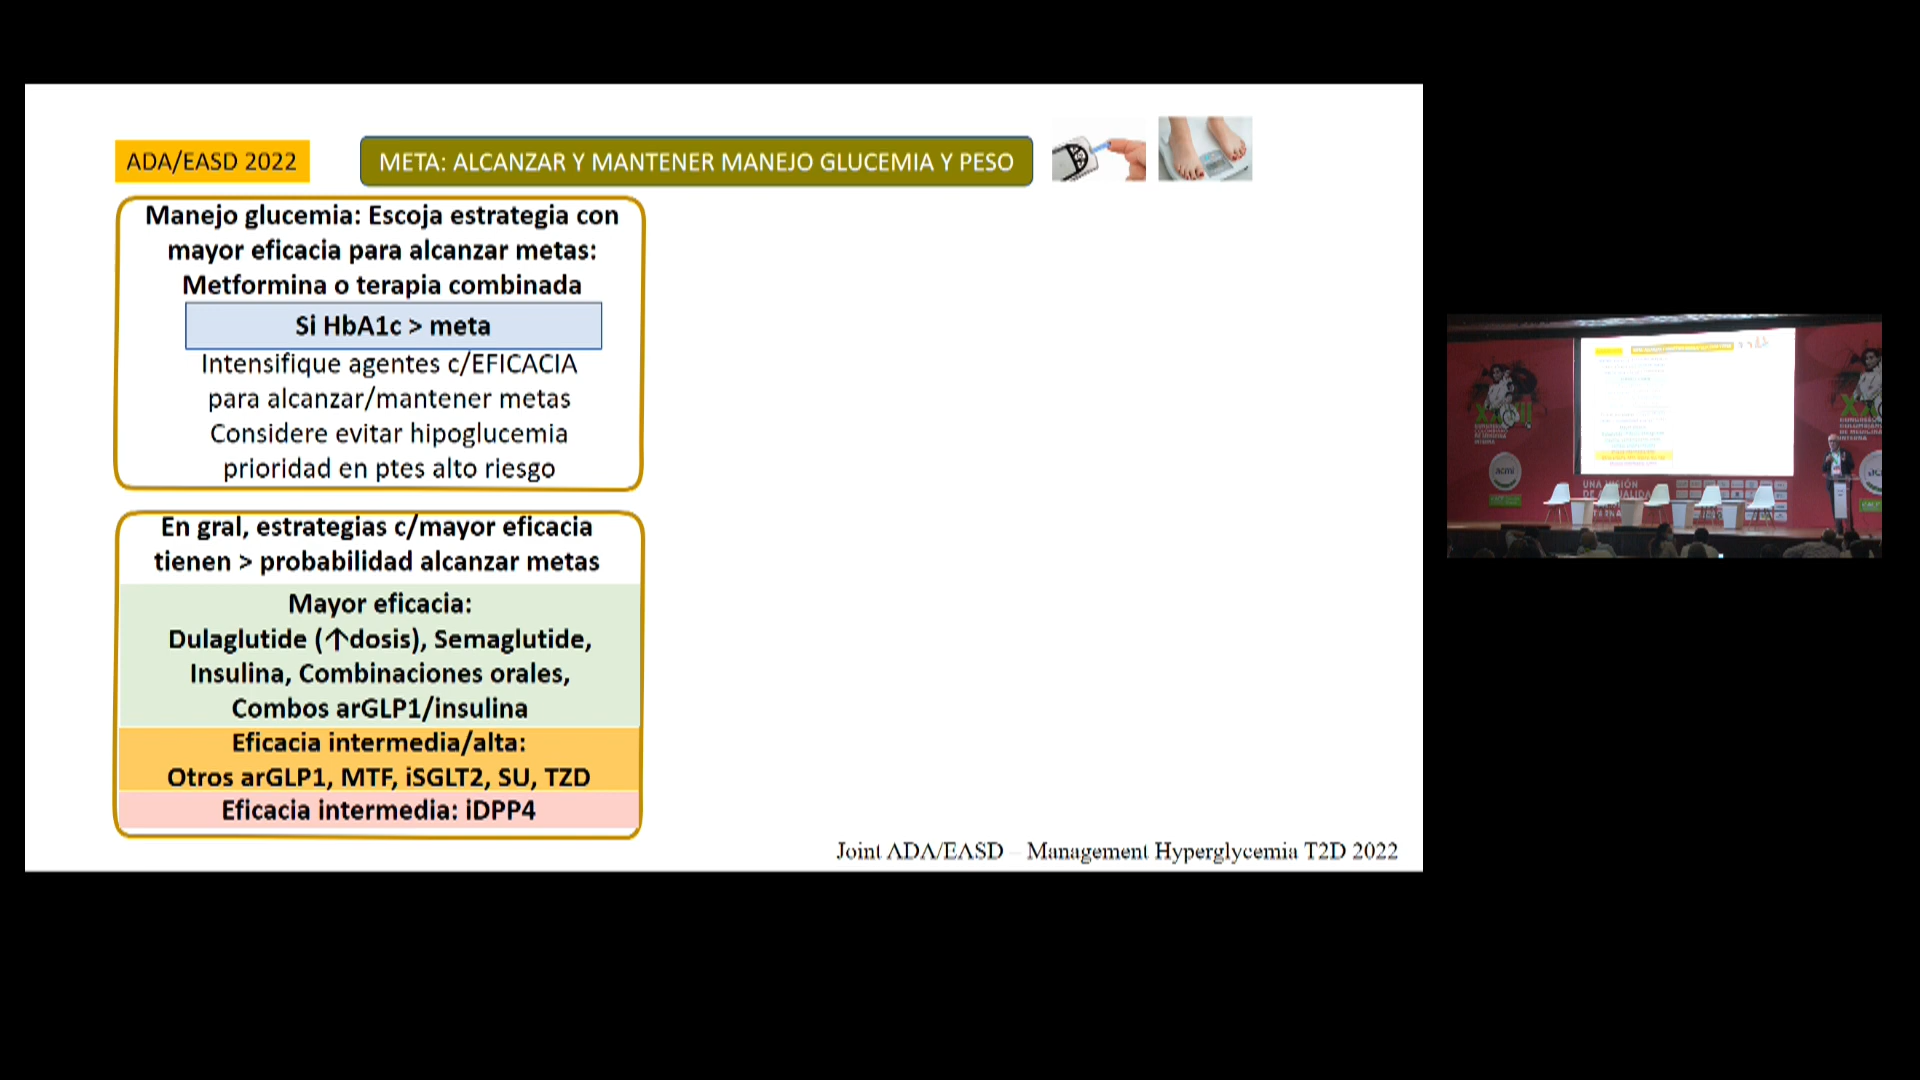 ADA/EASD 2022
META: ALCANZAR Y MANTENER MANEJO GLUCEMIA Y PESO
Manejo glucemia: Escoja estrategia con
mayor eficacia para alcanzar metas:
Metformina o terapia combinada
Si HbA1c > meta
Intensifique agentes c/EFICACIA
para alcanzar/mantener metas
Considere evitar hipoglucemia
prioridad en ptes alto riesgo
En gral, estrategias c/mayor eficacia
tienen > probabilidad alcanzar metas
Mayor eficacia:
Dulaglutide (↑dosis), Semaglutide,
Insulina, Combinaciones orales,
Combos arGLP1/insulina
Eficacia intermedia/alta:
Otros arGLP1, MTF, iSGLT2, SU, TZD
Eficacia intermedia: iDPP4
Joint ADA/EASD – Management Hyperglycemia T2D 2022
acmi
UNA VISIÓN